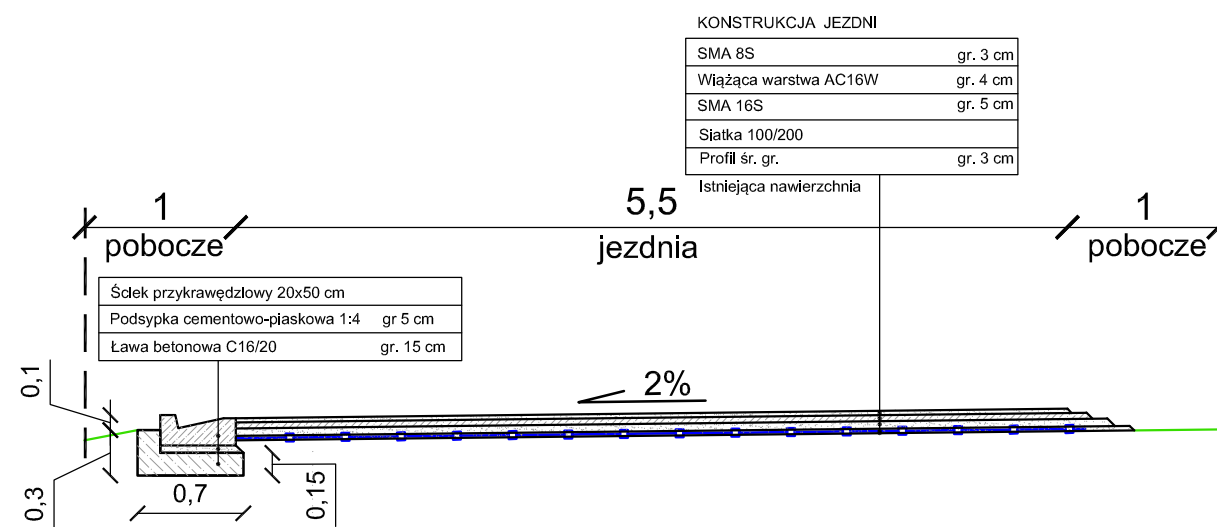 KONSTRUKCJA JEZDNI
SMA 8S gr. 3 cm
Wiążąca warstwa AC16W gr. 4 cm
SMA 16S gr. 5 cm
Siatka 100/200
Profil śr. gr. gr. 3 cm
Istniejąca nawierzchnia
1 5,5 1
pobocze jezdnia pobocze
Ściek przykrawędziowy 20x50 cm
Podsypka cementowo-piaskowa 1:4 gr 5 cm
Ława betonowa C16/20 gr. 15 cm
0,1
2%
0,3
0,7
0,15